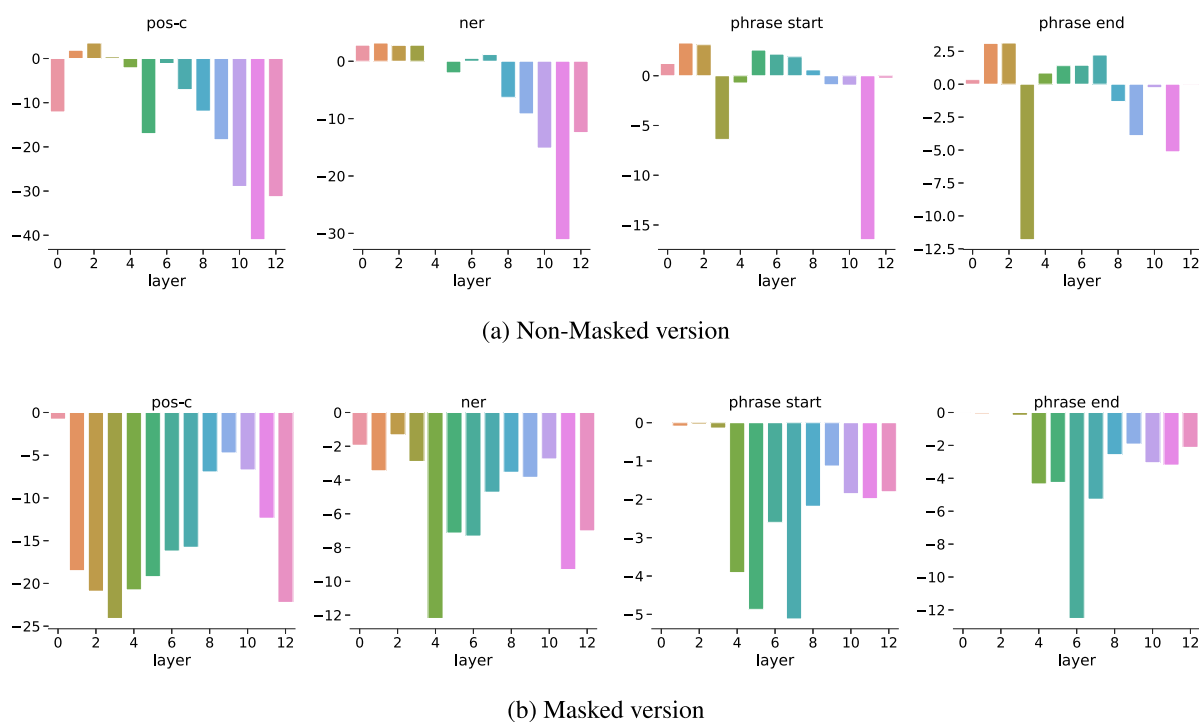 pos-c ner phrase start phrase end
0 0 0 2.5
−10 −10 −5 0.0
−20 −20 −10 −2.5
−30 −30 −15 −5.0
−40 −7.5
−10.0
−12.5
0 2 4 6 8 10 12 0 2 4 6 8 10 12 0 2 4 6 8 10 12 0 2 4 6 8 10 12
layer layer layer layer
(a) Non-Masked version
pos-c ner phrase start phrase end
0 0 0 0
−5 −2 −1 −2
−10 −4 −2 −4
−15 −6 −3 −6
−20 −8 −4 −8
−25 −10 −5 −10
−12 −12
0 2 4 6 8 10 12 0 2 4 6 8 10 12 0 2 4 6 8 10 12 0 2 4 6 8 10 12
layer layer layer layer
(b) Masked version